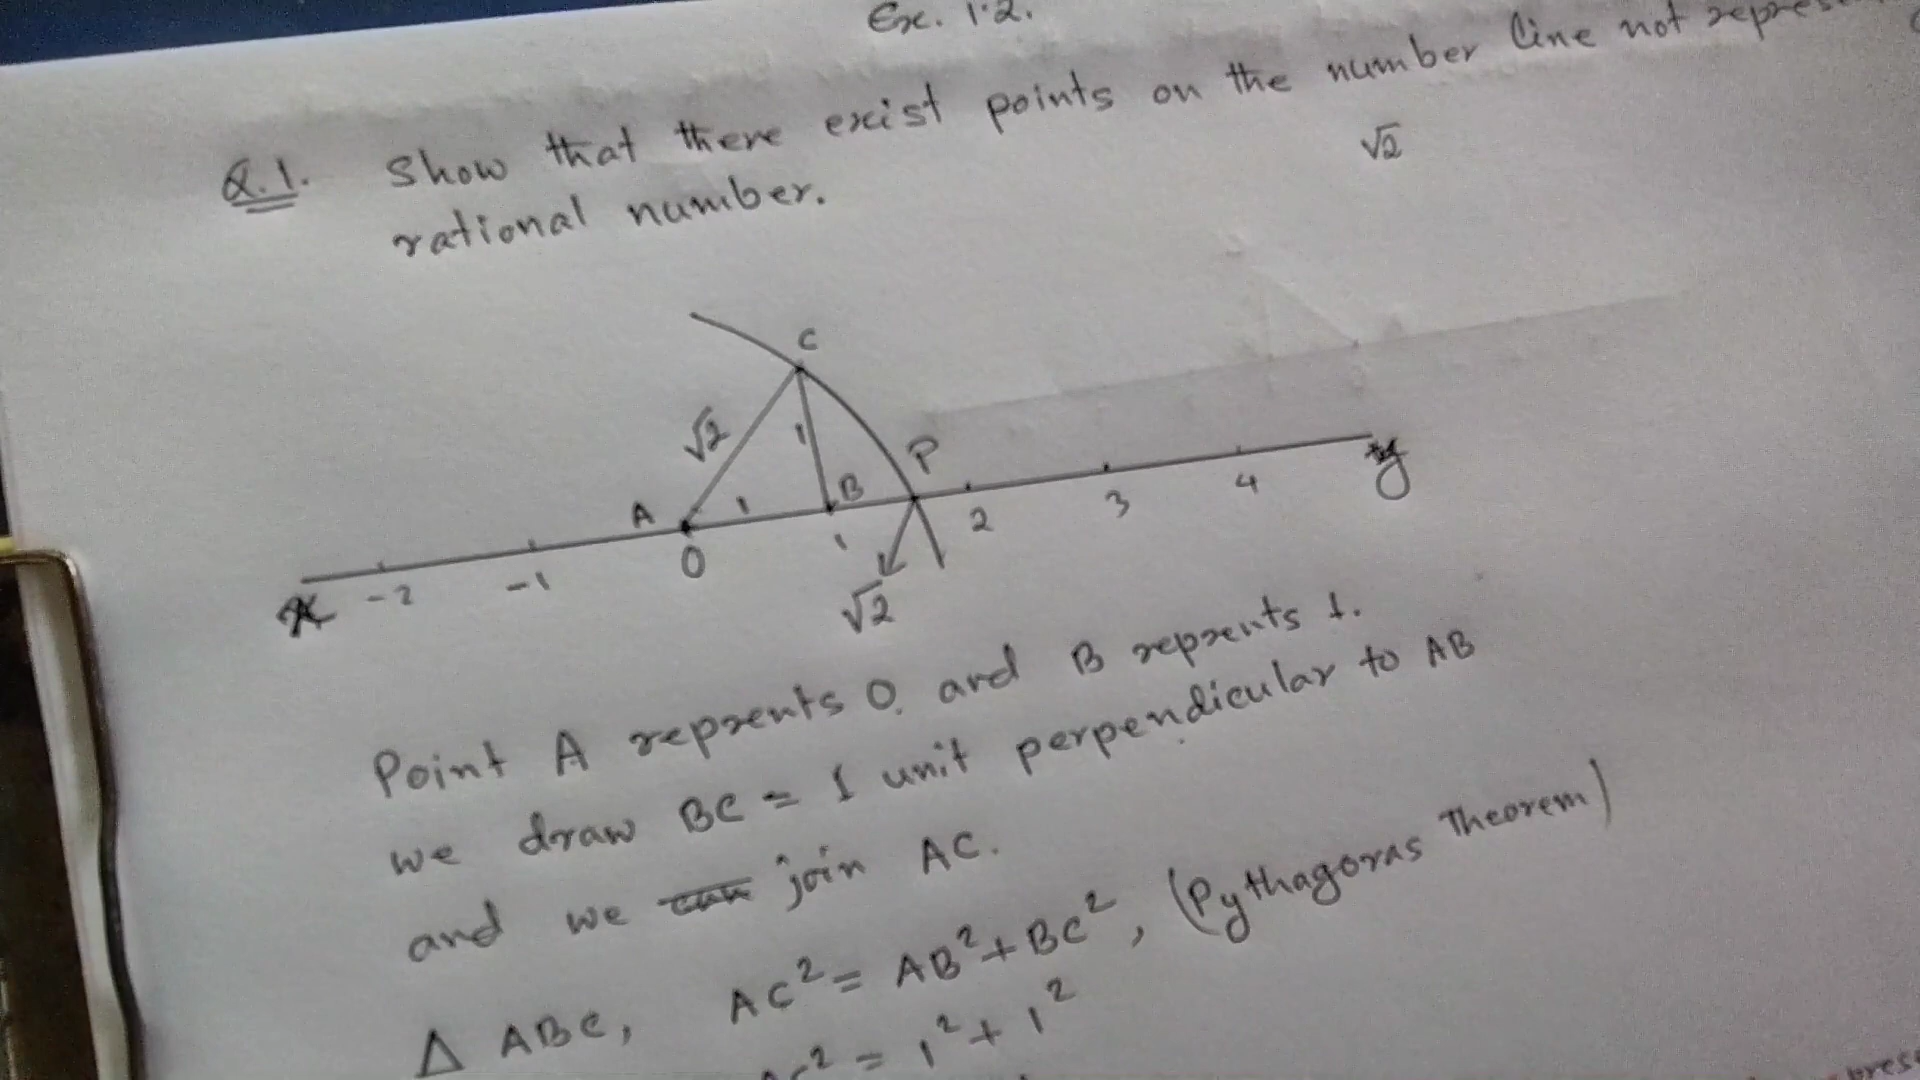 Ex. 1.2.
Q.1. Show that there exist points on the number line not
rational number.
√2
C
√2
1
P
A
1
B
y
x
-2
-1
0
1
2
3
4
√2
Point A reprents 0 and B reprents 1.
we draw BC = 1 unit perpendicular to AB
and we join AC.
Δ ABC, AC² = AB² + BC², (Pythagoras Theorem)
= 1² + 1²